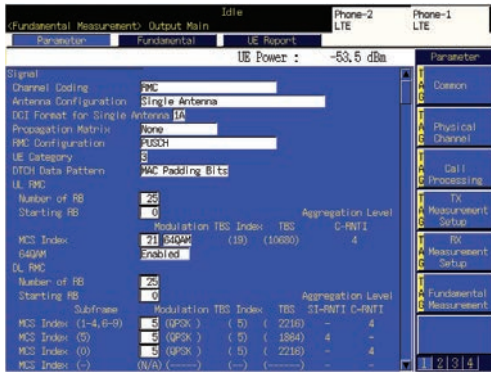 Idle
<Fundamental Measurement> Output Main
Phone-2
LTE
Phone-1
LTE
Parameter Fundamental UE Report
UE Power : -53.5 dBm
Parameter
Signal
Channel Coding RMC
Antenna Configuration Single Antenna
DCI Format for Single Antenna 1A
Propagation Matrix None
RMC Configuration PUSCH
UE Category 3
DTCH Data Pattern MAC Padding Bits
UL RMC
Number of RB 25
Starting RB 0 Aggregation Level
Modulation TBS Index TBS C-RNTI
MCS Index 21 64QAM (19) (10680) 4
64QAM Enabled
DL RMC
Number of RB 25
Starting RB 0 Aggregation Level
Subframe Modulation TBS Index TBS SI-RNTI C-RNTI
MCS Index (1-4,6-9) 5 (QPSK ) ( 5) ( 2216) - 4
MCS Index (5) 5 (QPSK ) ( 5) ( 1864) 4 4
MCS Index (0) 5 (QPSK ) ( 5) ( 2216) - 4
MCS Index (-) (N/A) (-----) (--) (------) - -
TAG Common
TAG Physical Channel
TAG Call Processing
TAG TX Measurement Setup
TAG RX Measurement Setup
TAG Fundamental Measurement
1 2 3 4